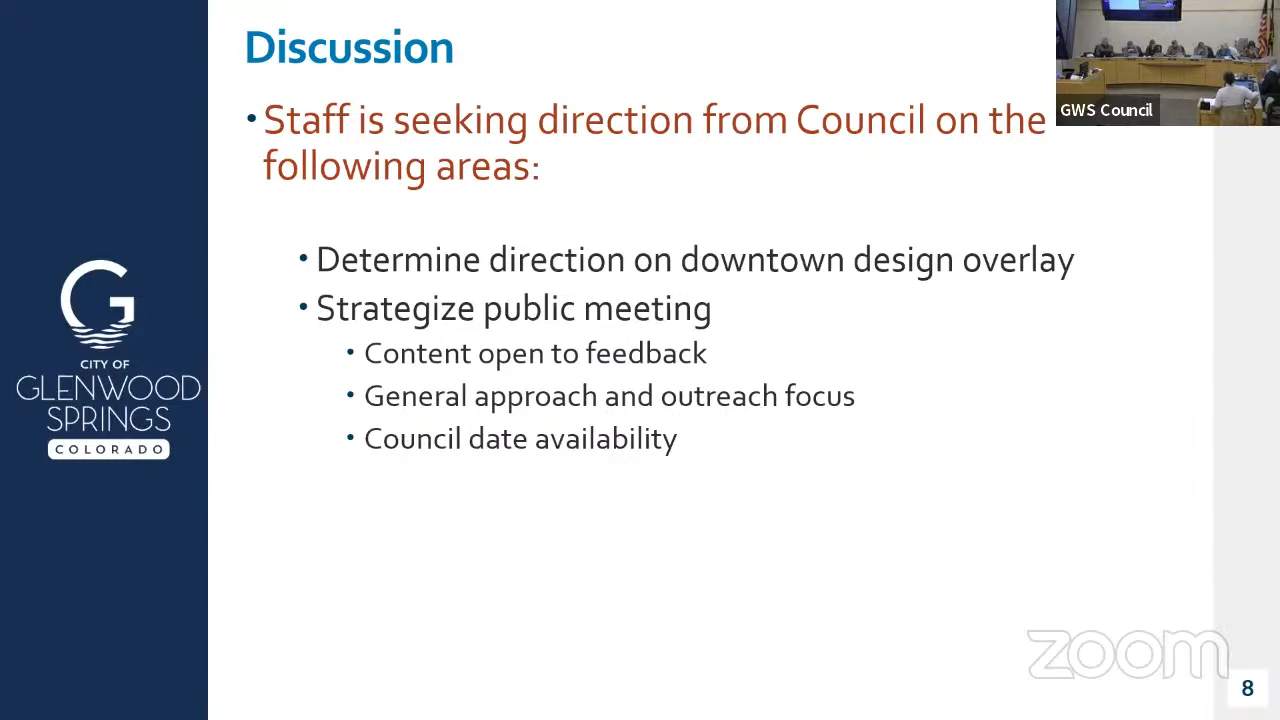 Discussion
• Staff is seeking direction from Council on the
following areas:
GWS Council
• Determine direction on downtown design overlay
• Strategize public meeting
• Content open to feedback
• General approach and outreach focus
• Council date availability
G
CITY OF
GLENWOOD
SPRINGS
COLORADO
zoom
8